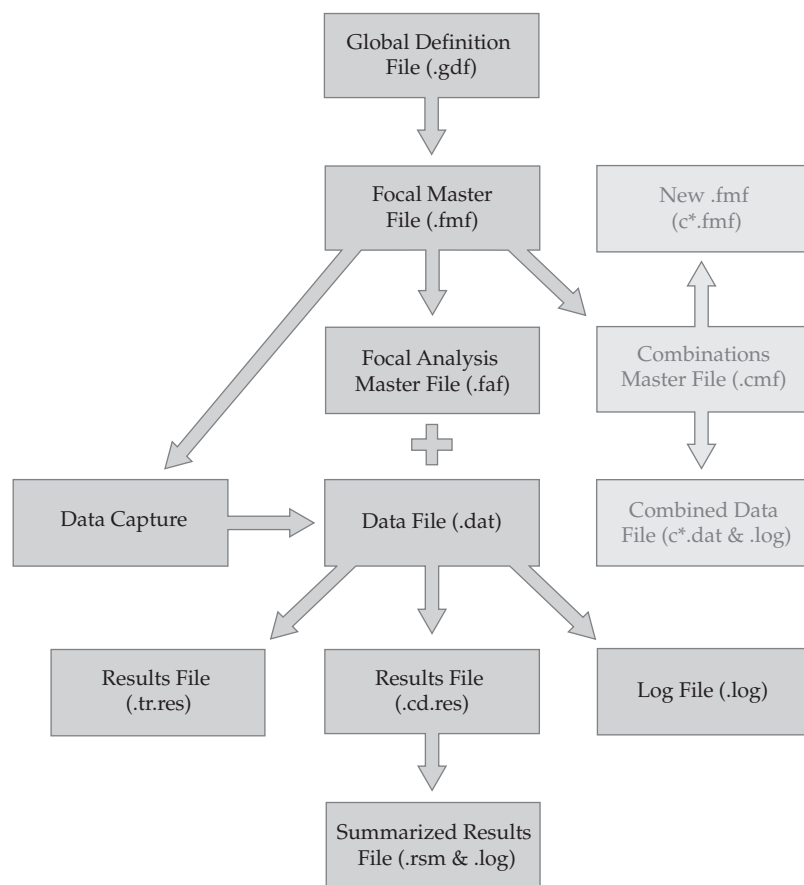 Global Definition
File (.gdf)
Focal Master
File (.fmf)
New .fmf
(c*.fmf)
Focal Analysis
Master File (.faf)
Combinations
Master File (.cmf)
Data Capture
Data File (.dat)
Combined Data
File (c*.dat & .log)
Results File
(.tr.res)
Results File
(.cd.res)
Log File (.log)
Summarized Results
File (.rsm & .log)